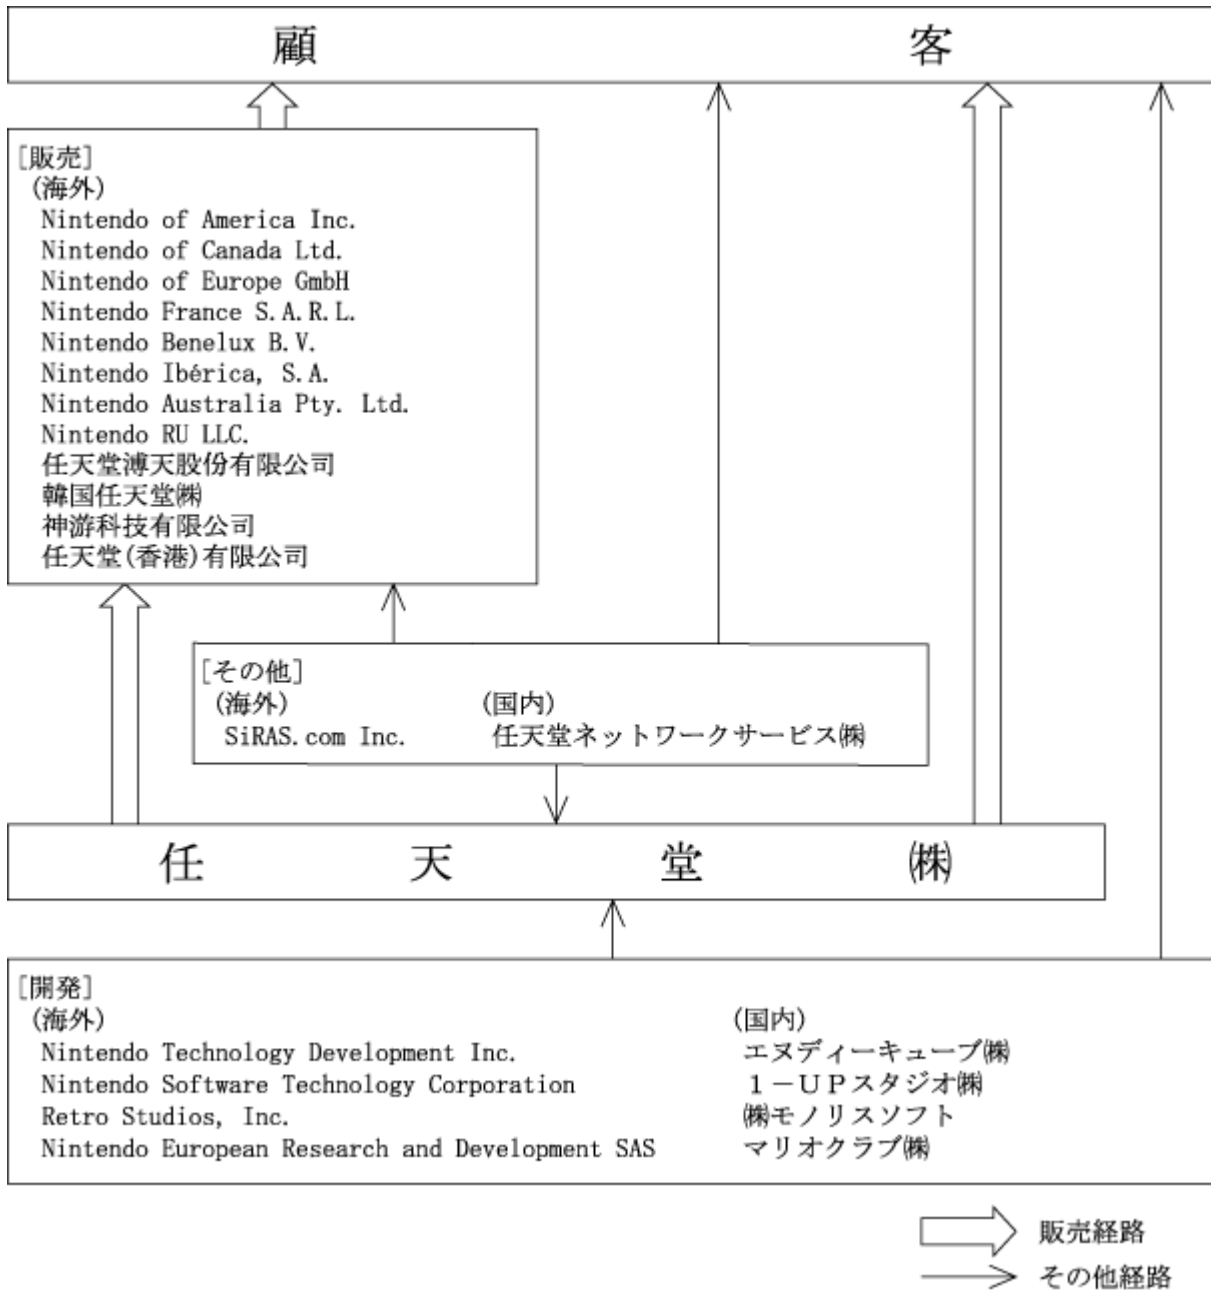 顧客
[販売]
(海外)
Nintendo of America Inc.
Nintendo of Canada Ltd.
Nintendo of Europe GmbH
Nintendo France S.A.R.L.
Nintendo Benelux B.V.
Nintendo Ibérica, S.A.
Nintendo Australia Pty. Ltd.
Nintendo RU LLC.
任天堂溥天股份有限公司
韓国任天堂㈱
神游科技有限公司
任天堂(香港)有限公司
[その他]
(海外) (国内)
SiRAS.com Inc. 任天堂ネットワークサービス㈱
任天堂㈱
[開発]
(海外) (国内)
Nintendo Technology Development Inc. エヌディーキューブ㈱
Nintendo Software Technology Corporation 1－UPスタジオ㈱
Retro Studios, Inc. ㈱モノリスソフト
Nintendo European Research and Development SAS マリオクラブ㈱
販売経路
その他経路